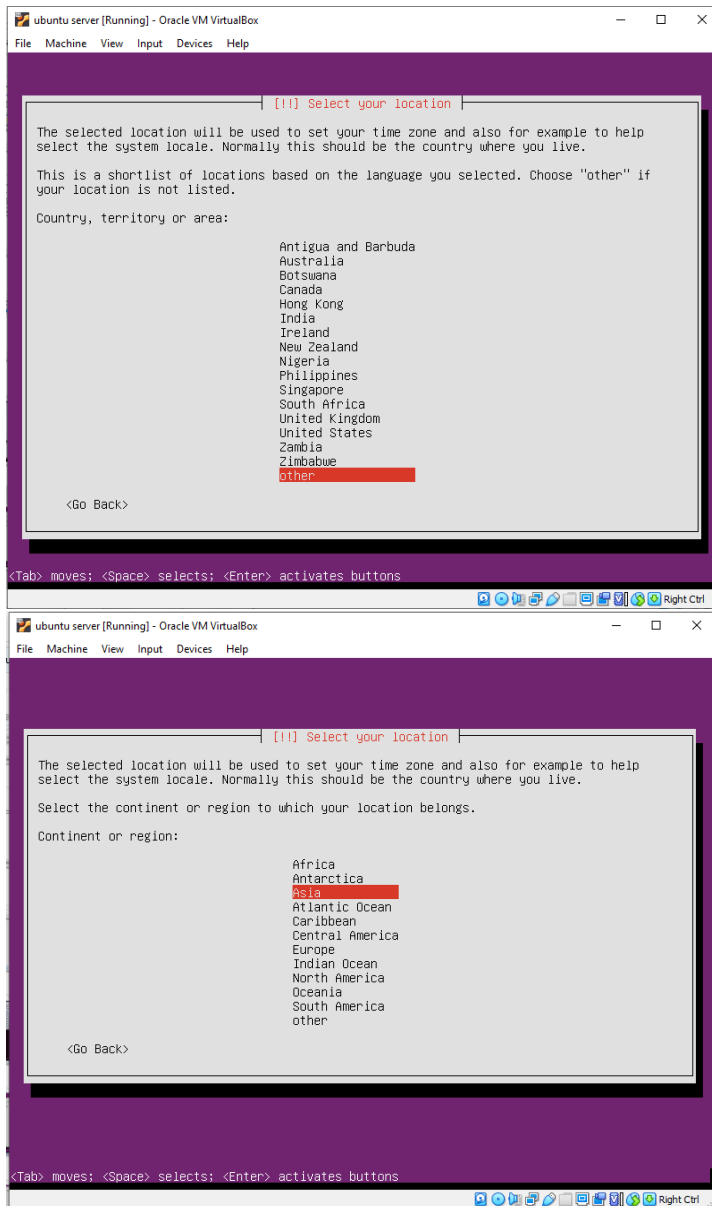 ubuntu server [Running] - Oracle VM VirtualBox
File Machine View Input Devices Help
[!!] Select your location
The selected location will be used to set your time zone and also for example to help
select the system locale. Normally this should be the country where you live.
This is a shortlist of locations based on the language you selected. Choose "other" if
your location is not listed.
Country, territory or area:
Antigua and Barbuda
Australia
Botswana
Canada
Hong Kong
India
Ireland
New Zealand
Nigeria
Philippines
Singapore
South Africa
United Kingdom
United States
Zambia
Zimbabwe
other
<Go Back>
<Tab> moves; <Space> selects; <Enter> activates buttons
Right Ctrl
ubuntu server [Running] - Oracle VM VirtualBox
File Machine View Input Devices Help
[!!] Select your location
The selected location will be used to set your time zone and also for example to help
select the system locale. Normally this should be the country where you live.
Select the continent or region to which your location belongs.
Continent or region:
Africa
Antarctica
Asia
Atlantic Ocean
Caribbean
Central America
Europe
Indian Ocean
North America
Oceania
South America
other
<Go Back>
<Tab> moves; <Space> selects; <Enter> activates buttons
Right Ctrl